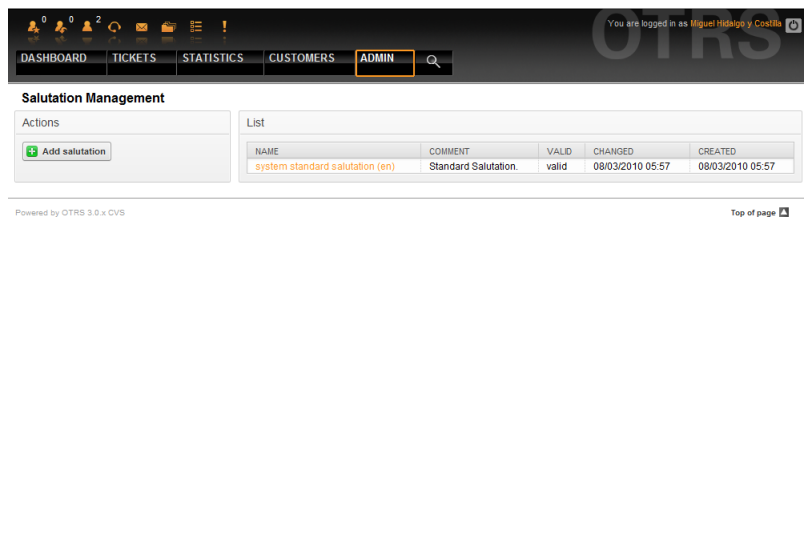 0 0 2
You are logged in as Miguel Hidalgo y Costilla
OTRS
DASHBOARD TICKETS STATISTICS CUSTOMERS ADMIN
Salutation Management
Actions
Add salutation
List
NAME COMMENT VALID CHANGED CREATED
system standard salutation (en) Standard Salutation. valid 08/03/2010 05:57 08/03/2010 05:57
Powered by OTRS 3.0.x CVS
Top of page